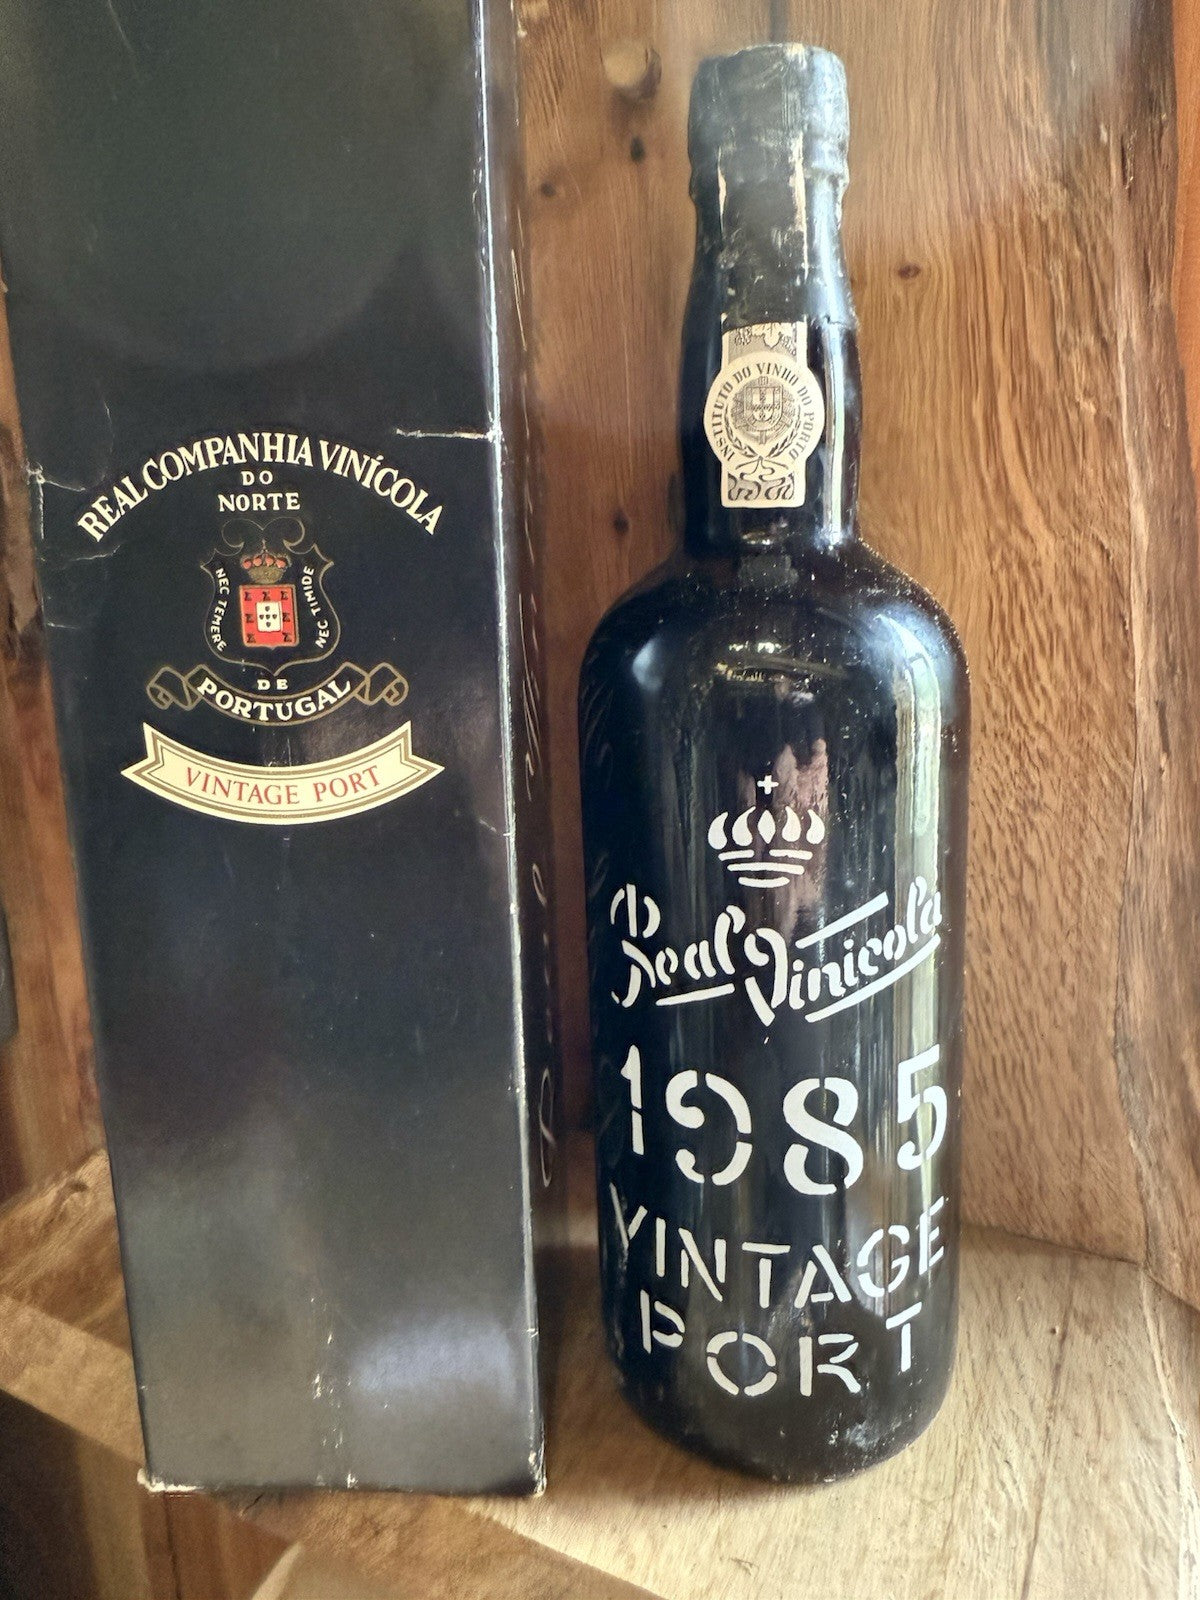 REAL COMPANHIA VINÍCOLA
DO
NORTE
NEC TEMERE
NEC TIMIDE
DE
PORTUGAL
VINTAGE PORT
INSTITUTO DO VINHO DO PORTO
Real Vinicola
1985
VINTAGE
PORT